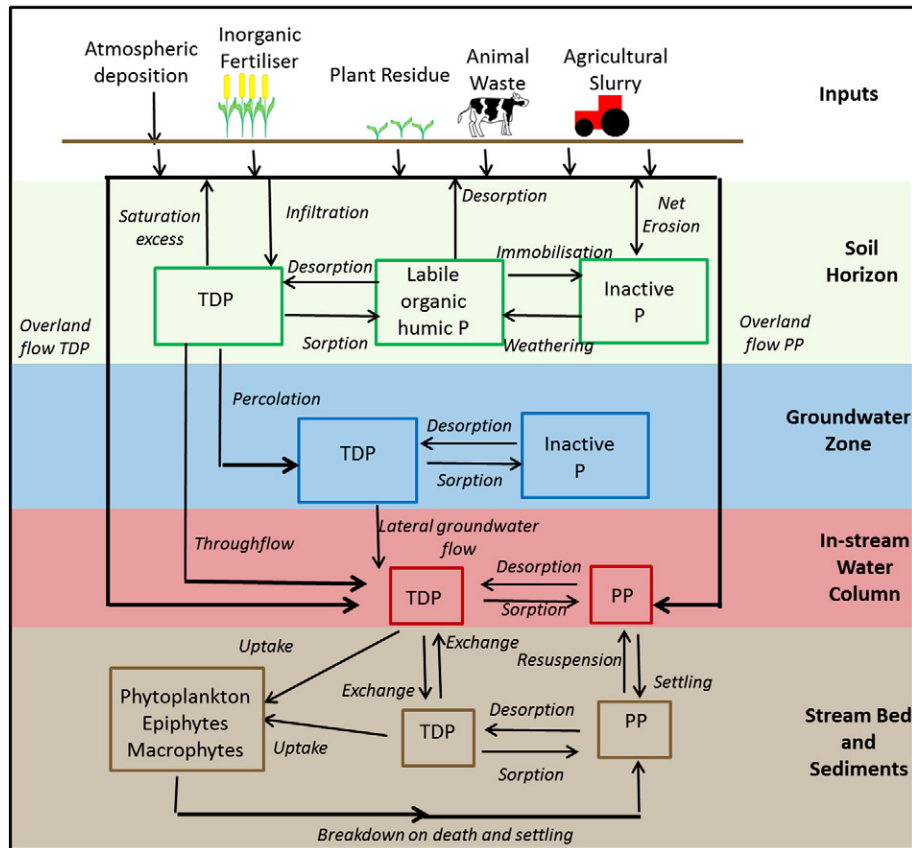 Atmospheric
deposition
Inorganic
Fertiliser
Plant Residue
Animal
Waste
Agricultural
Slurry
Inputs
Saturation
excess
Infiltration
Desorption
Net
Erosion
Soil
Horizon
TDP
Desorption
Sorption
Labile
organic
humic P
Immobilisation
Weathering
Inactive
P
Overland
flow TDP
Overland
flow PP
Percolation
Groundwater
Zone
TDP
Desorption
Sorption
Inactive
P
Throughflow
Lateral groundwater
flow
In-stream
Water
Column
TDP
Desorption
Sorption
PP
Uptake
Exchange
Exchange
Resuspension
Settling
Phytoplankton
Epiphytes
Macrophytes
Uptake
TDP
Desorption
Sorption
PP
Stream Bed
and
Sediments
Breakdown on death and settling